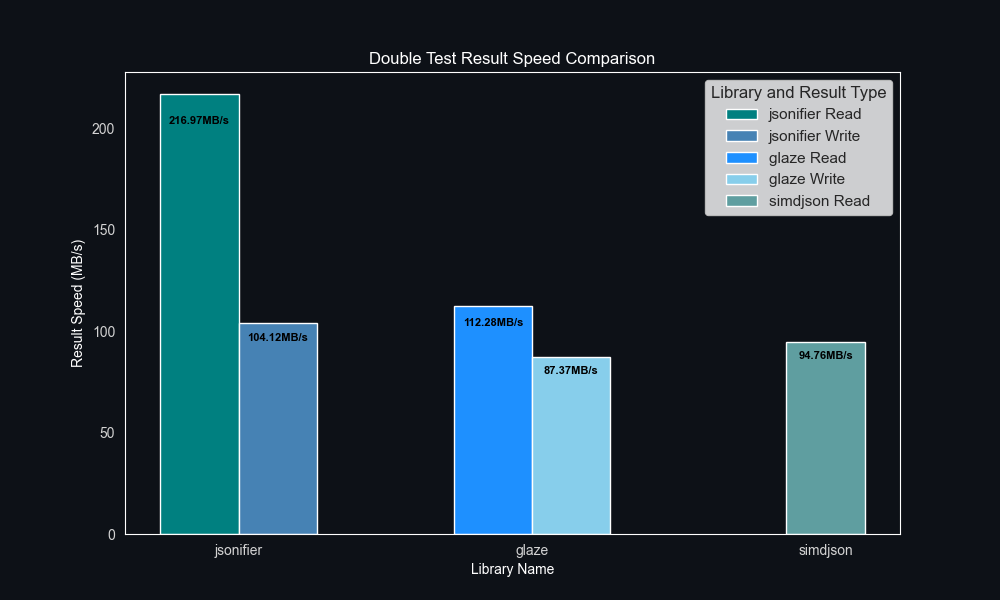 Double Test Result Speed Comparison
Library and Result Type
jsonifier Read
jsonifier Write
glaze Read
glaze Write
simdjson Read
Result Speed (MB/s)
200
150
100
50
0
216.97MB/s
104.12MB/s
112.28MB/s
87.37MB/s
94.76MB/s
jsonifier
glaze
simdjson
Library Name